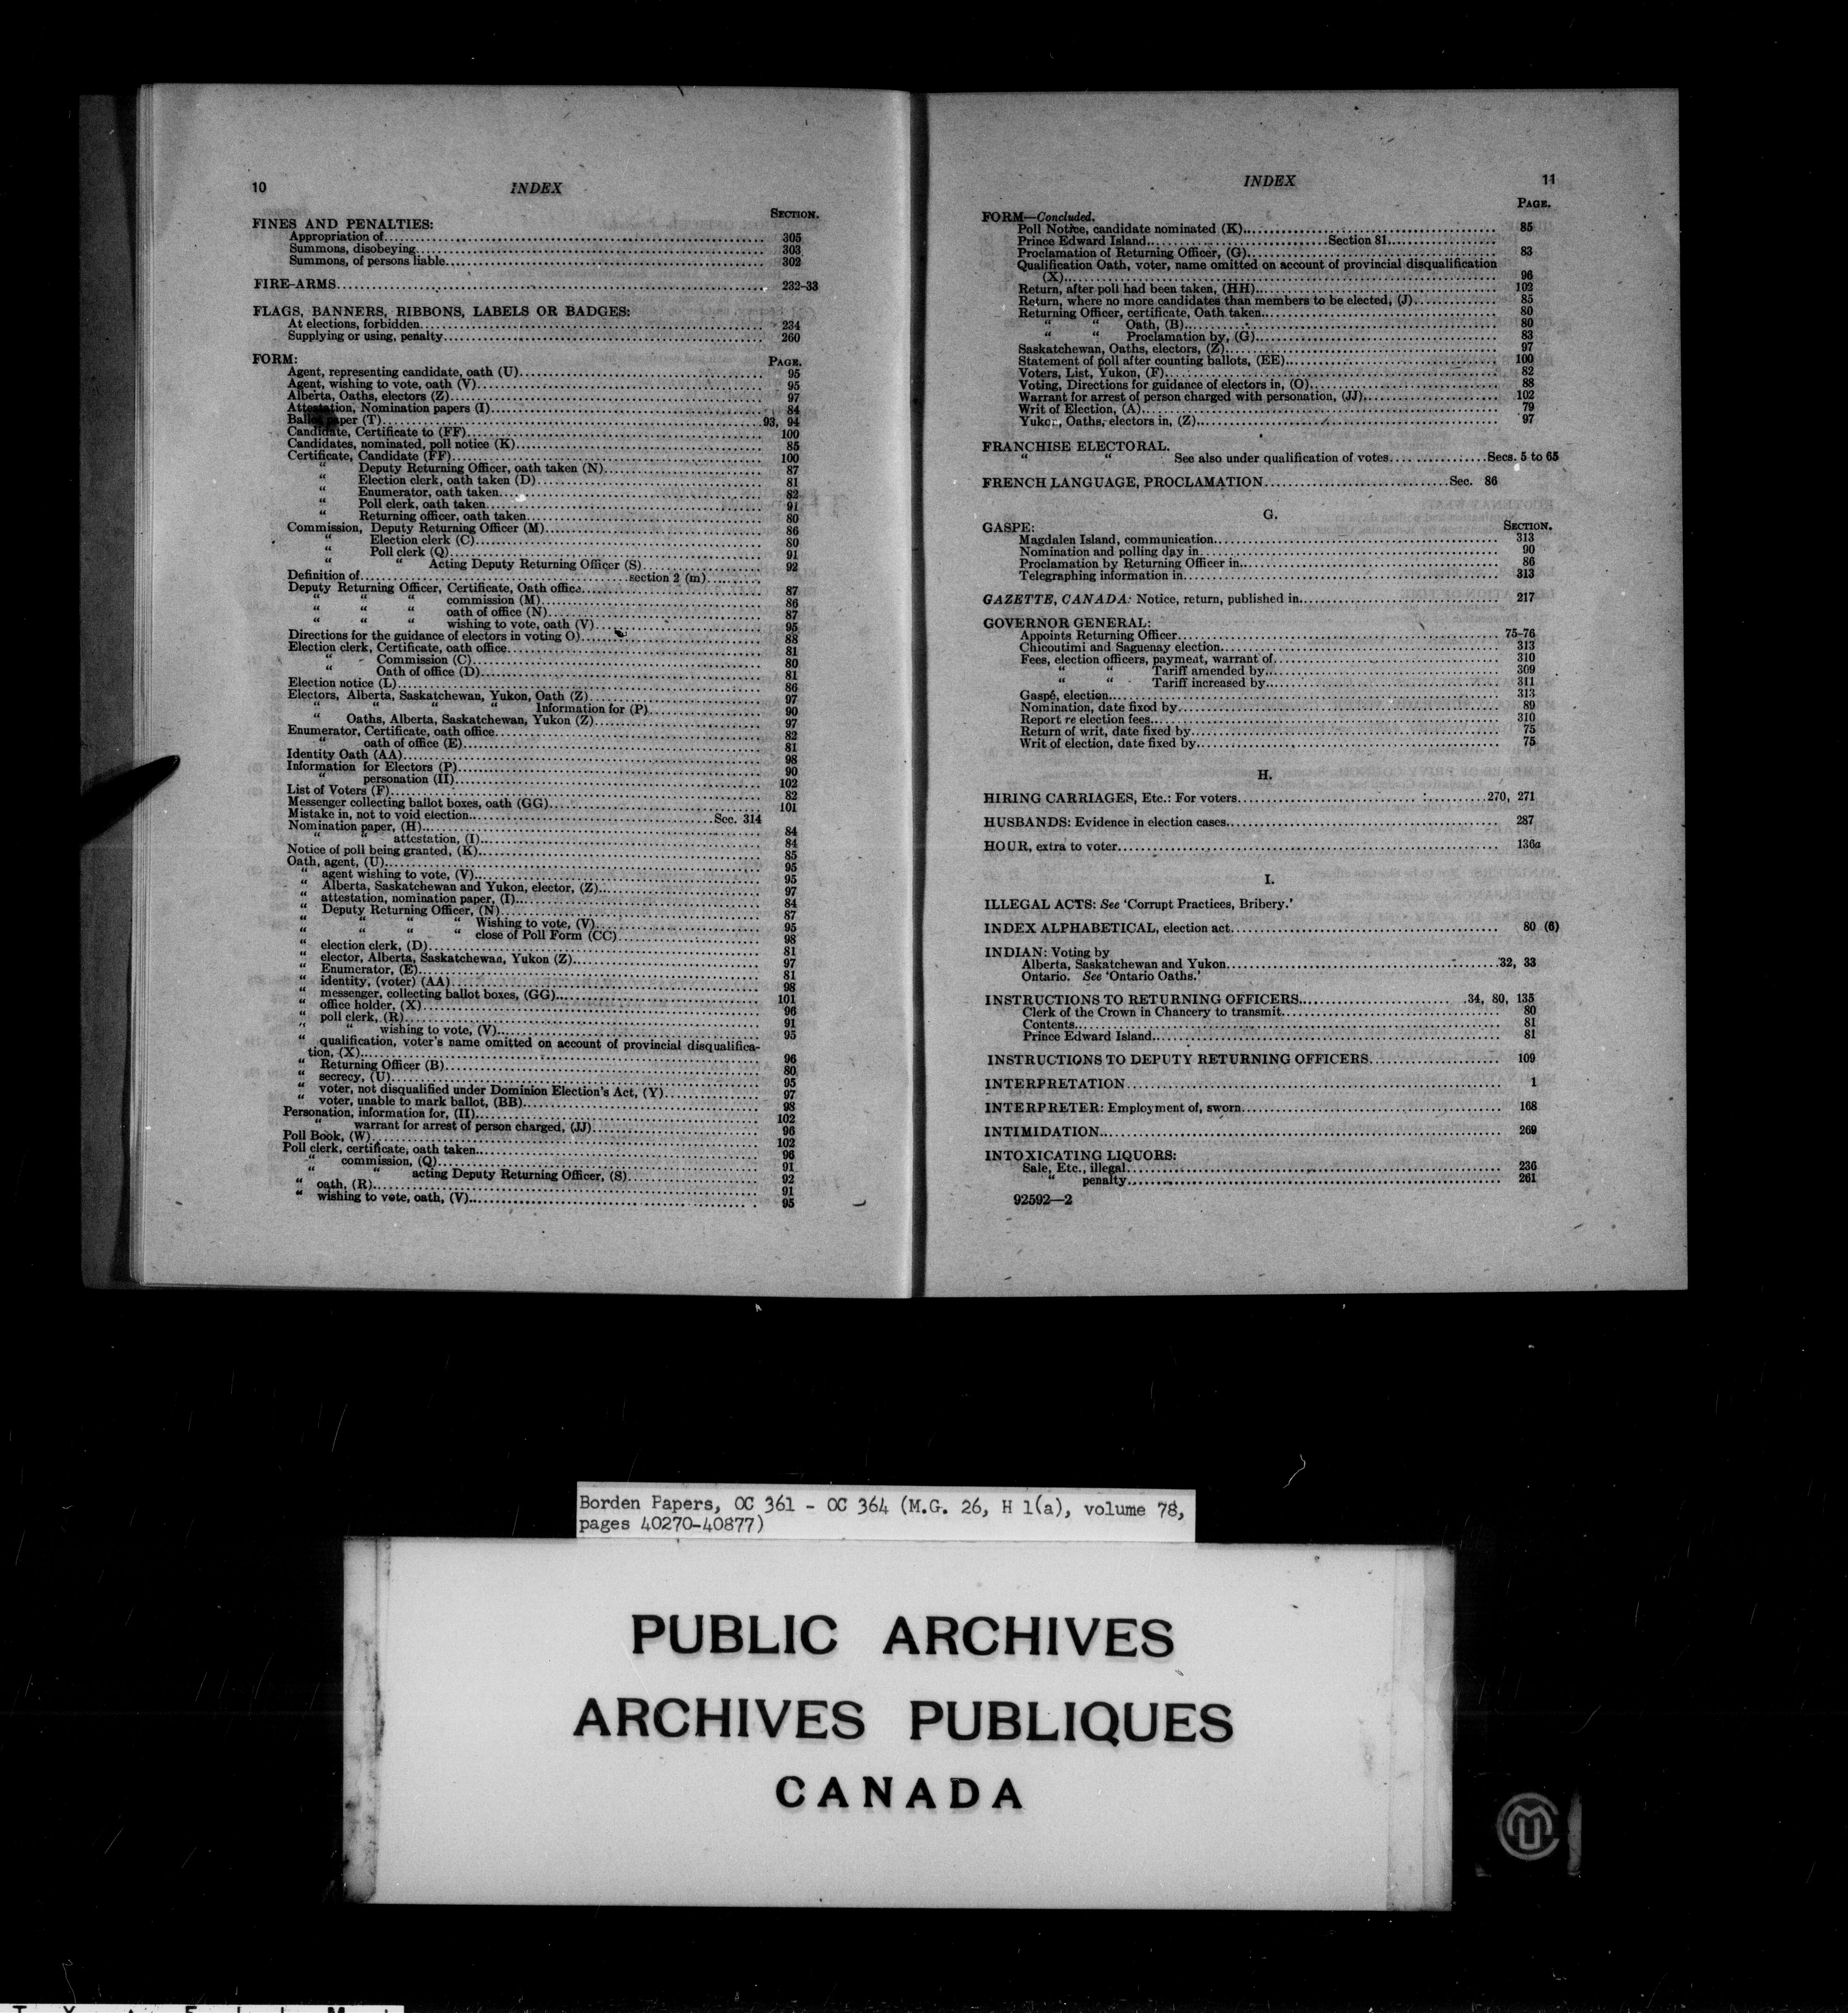 10 INDEX
SECTION.
FINES AND PENALTIES:
Appropriation of 305
Summons, disobeying 303
Summons, of persons liable 302
FIRE-ARMS 232-33
FLAGS, BANNERS, RIBBONS, LABELS OR BADGES:
At elections, forbidden 234
Supplying or using, penalty 260
FORM: PAGE.
Agent, representing candidate, oath (U) 95
Agent, wishing to vote, oath (V) 95
Alberta, Oaths, electors (Z) 97
Attestation, Nomination papers (I) 84
Ballot paper (T) 93, 94
Candidate, Certificate to (FF) 100
Candidates, nominated, poll notice (K) 85
Certificate, Candidate (FF) 100
“ Deputy Returning Officer, oath taken (N) 87
“ Election clerk, oath taken (D) 81
“ Enumerator, oath taken 82
“ Poll clerk, oath taken 91
“ Returning officer, oath taken 80
Commission, Deputy Returning Officer (M) 86
“ Election clerk (C) 80
“ Poll clerk (Q) 91
“ “ Acting Deputy Returning Officer (S) 92
Definition of section 2 (m)
Deputy Returning Officer, Certificate, Oath office 87
“ “ “ commission (M) 86
“ “ “ oath of office (N) 87
“ “ “ wishing to vote, oath (V) 95
Directions for the guidance of electors in voting O) 88
Election clerk, Certificate, oath office 81
“ Commission (C) 80
“ Oath of office (D) 81
Election notice (L) 86
Electors, Alberta, Saskatchewan, Yukon, Oath (Z) 97
“ “ “ “ Information for (P) 90
“ Oaths, Alberta, Saskatchewan, Yukon (Z) 97
Enumerator, Certificate, oath office 82
“ oath of office (E) 81
Identity Oath (AA) 98
Information for Electors (P) 90
“ personation (II) 102
List of Voters (F) 82
Messenger collecting ballot boxes, oath (GG) 101
Mistake in, not to void election Sec. 314
Nomination paper, (H) 84
“ “ attestation, (I) 84
Notice of poll being granted, (K) 85
Oath, agent, (U) 95
“ agent wishing to vote, (V) 95
“ Alberta, Saskatchewan and Yukon, elector, (Z) 97
“ attestation, nomination paper, (I) 84
“ Deputy Returning Officer, (N) 87
“ “ “ “ Wishing to vote, (V) 95
“ “ “ “ close of Poll Form (CC) 98
“ election clerk, (D) 81
“ elector, Alberta, Saskatchewan, Yukon (Z) 97
“ Enumerator, (E) 81
“ identity, (voter) (AA) 98
“ messenger, collecting ballot boxes, (GG) 101
“ office holder, (X) 96
“ poll clerk, (R) 91
“ “ wishing to vote, (V) 95
“ qualification, voter's name omitted on account of provincial disqualifica-
tion, (X) 96
“ Returning Officer (B) 80
“ secrecy, (U) 95
“ voter, not disqualified under Dominion Election's Act, (Y) 97
“ voter, unable to mark ballot, (BB) 98
Personation, information for, (II) 102
“ warrant for arrest of person charged, (JJ) 96
Poll Book, (W) 102
Poll clerk, certificate, oath taken 96
“ commission, (Q) 91
“ “ acting Deputy Returning Officer, (S) 92
“ oath, (R) 91
“ wishing to vote, oath, (V) 95
INDEX 11
PAGE.
FORM—Concluded.
Poll Notice, candidate nominated (K) 85
Prince Edward Island Section 81
Proclamation of Returning Officer, (G) 83
Qualification Oath, voter, name omitted on account of provincial disqualification
(X) 96
Return, after poll had been taken, (HH) 102
Return, where no more candidates than members to be elected, (J) 85
Returning Officer, certificate, Oath taken 80
“ “ Oath, (B) 80
“ “ Proclamation by, (G) 83
Saskatchewan, Oaths, electors, (Z) 97
Statement of poll after counting ballots, (EE) 100
Voters, List, Yukon, (F) 82
Voting, Directions for guidance of electors in, (O) 88
Warrant for arrest of person charged with personation, (JJ) 102
Writ of Election, (A) 79
Yukon, Oaths, electors in, (Z) 97
FRANCHISE ELECTORAL.
“ “ See also under qualification of votes Secs. 5 to 65
FRENCH LANGUAGE, PROCLAMATION Sec. 86
G.
GASPE: SECTION.
Magdalen Island, communication 313
Nomination and polling day in 90
Proclamation by Returning Officer in 86
Telegraphing information in 313
GAZETTE, CANADA: Notice, return, published in 217
GOVERNOR GENERAL:
Appoints Returning Officer 75-76
Chicoutimi and Saguenay election 313
Fees, election officers, payment, warrant of 310
“ “ Tariff amended by 309
“ “ Tariff increased by 311
Gaspé, election 313
Nomination, date fixed by 89
Report re election fees 310
Return of writ, date fixed by 75
Writ of election, date fixed by 75
H.
HIRING CARRIAGES, Etc.: For voters 270, 271
HUSBANDS: Evidence in election cases 287
HOUR, extra to voter 136a
I.
ILLEGAL ACTS: See ‘Corrupt Practices, Bribery.’
INDEX ALPHABETICAL, election act 80 (6)
INDIAN: Voting by
Alberta, Saskatchewan and Yukon 32, 33
Ontario. See ‘Ontario Oaths.’
INSTRUCTIONS TO RETURNING OFFICERS 34, 80, 135
Clerk of the Crown in Chancery to transmit 80
Contents 81
Prince Edward Island 81
INSTRUCTIONS TO DEPUTY RETURNING OFFICERS 109
INTERPRETATION 1
INTERPRETER: Employment of, sworn 168
INTIMIDATION 269
INTOXICATING LIQUORS:
Sale, Etc., illegal 236
“ penalty 261
92592—2
Borden Papers, OC 361 - OC 364 (M.G. 26, H 1(a), volume 78,
pages 40270-40877)
PUBLIC ARCHIVES
ARCHIVES PUBLIQUES
CANADA